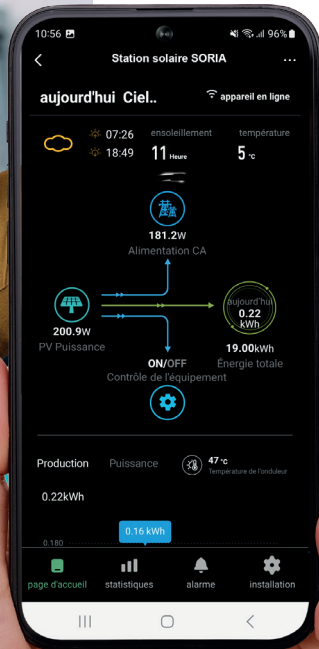 10:56 96%
Station solaire SORIA ...
aujourd'hui Ciel.. appareil en ligne
07:26 ensoleillement température
18:49 11 Heure 5 °C
181.2W
Alimentation CA
aujourd'hui
0.22
kWh
200.9W
PV Puissance
19.00kWh
Énergie totale
ON/OFF
Contrôle de l'équipement
Production Puissance 47 °C
Température de l'onduleur
0.22kWh
0.16 kWh
0.180
page d'accueil statistiques alarme installation